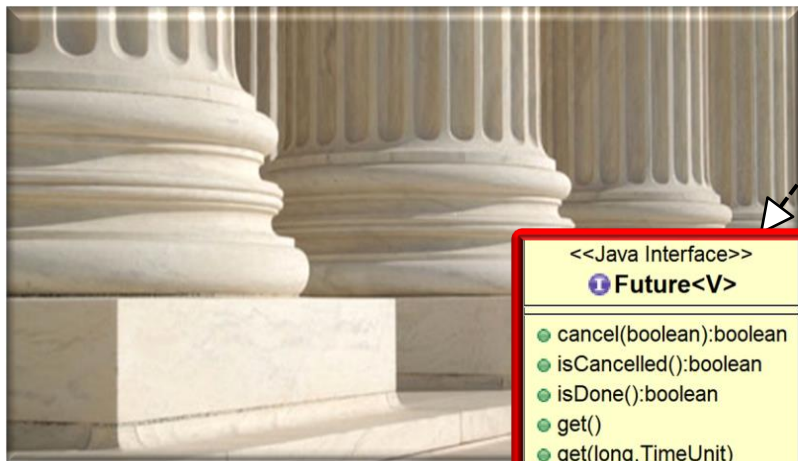 <<Java Interface>>
I Future<V>
cancel(boolean):boolean
isCancelled():boolean
isDone():boolean
get()
get(long,TimeUnit)